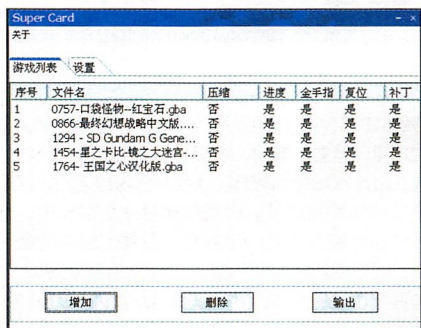 Super Card
关于
游戏列表 设置
序号 文件名 压缩 进度 金手指 复位 补丁
1 0757-口袋怪物--红宝石.gba 否 是 是 是 是
2 0866-最终幻想战略中文版.... 否 是 是 是 是
3 1294 - SD Gundam G Gene... 否 是 是 是 是
4 1454-星之卡比-镜之大迷宫-... 否 是 是 是 是
5 1764- 王国之心汉化版.gba 否 是 是 是 是
增加 删除 输出